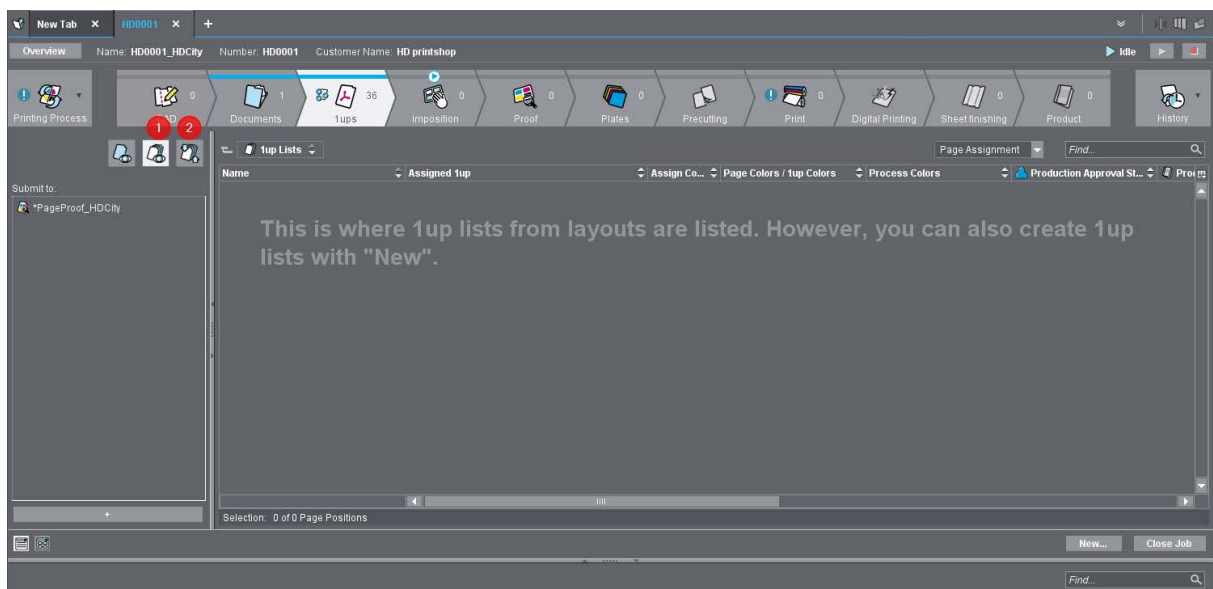 New Tab
HD0001
Overview Name: HD0001_HDCity Number: HD0001 Customer Name: HD printshop Idle
0 1 36 0 0 0 0 0 0
Printing Process Documents 1ups Imposition Proof Plates Precutting Print Digital Printing Sheet finishing Product History
1 2
1up Lists Page Assignment Find...
Name Assigned 1up Assign Co... Page Colors / 1up Colors Process Colors Production Approval St...
Submit to:
*PageProof_HDCity
This is where 1up lists from layouts are listed. However, you can also create 1up
lists with "New".
+
Selection: 0 of 0 Page Positions
New... Close Job
Find...